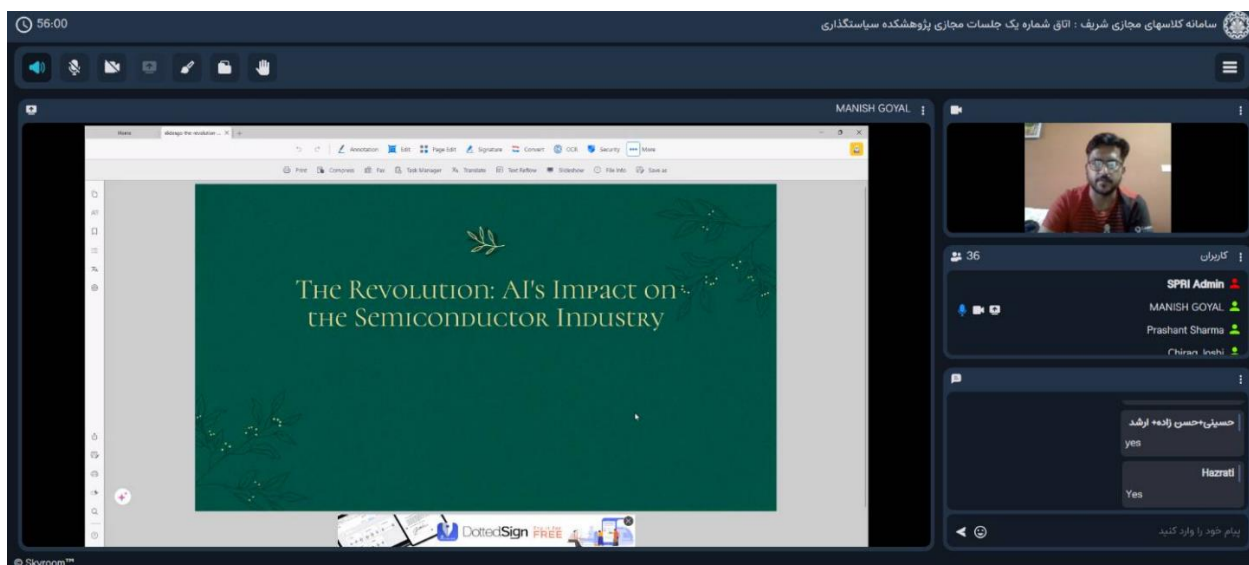 56:00
سامانه کلاسهای مجازی شریف : اتاق شماره یک جلسات مجازی پژوهشکده سیاستگذاری
MANISH GOYAL
Home
+
Annotation Edit Page Edit Signature Convert OCR Security More
Print Compress Fax Task Manager Translate Text Reflow Slideshow File Info Save as
The Revolution: AI's Impact on
the Semiconductor Industry
DottedSign
FREE
36
کاربران
SPRI Admin
MANISH GOYAL
Prashant Sharma
Chirag Joshi
حسینی+حسن زاده+ ارشد
yes
Hazrati
Yes
پیام خود را وارد کنید
© Skyroom™